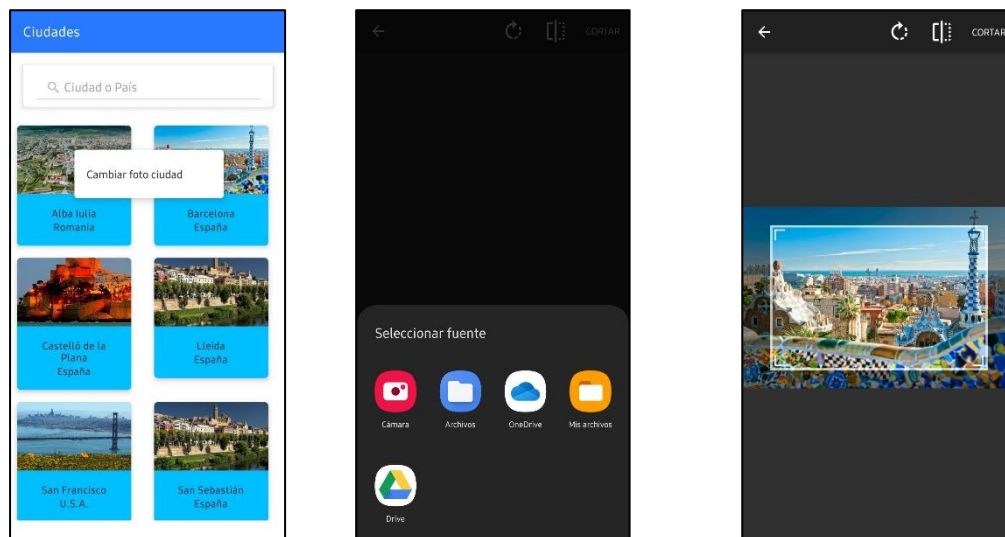 Ciudades
Ciudad o País
Cambiar foto ciudad
Alba Iulia
Romania
Barcelona
España
Castelló de la
Plana
España
Lleida
España
San Francisco
U.S.A.
San Sebastián
España
CORTAR
Seleccionar fuente
Cámara
Archivos
OneDrive
Mis archivos
Drive
CORTAR